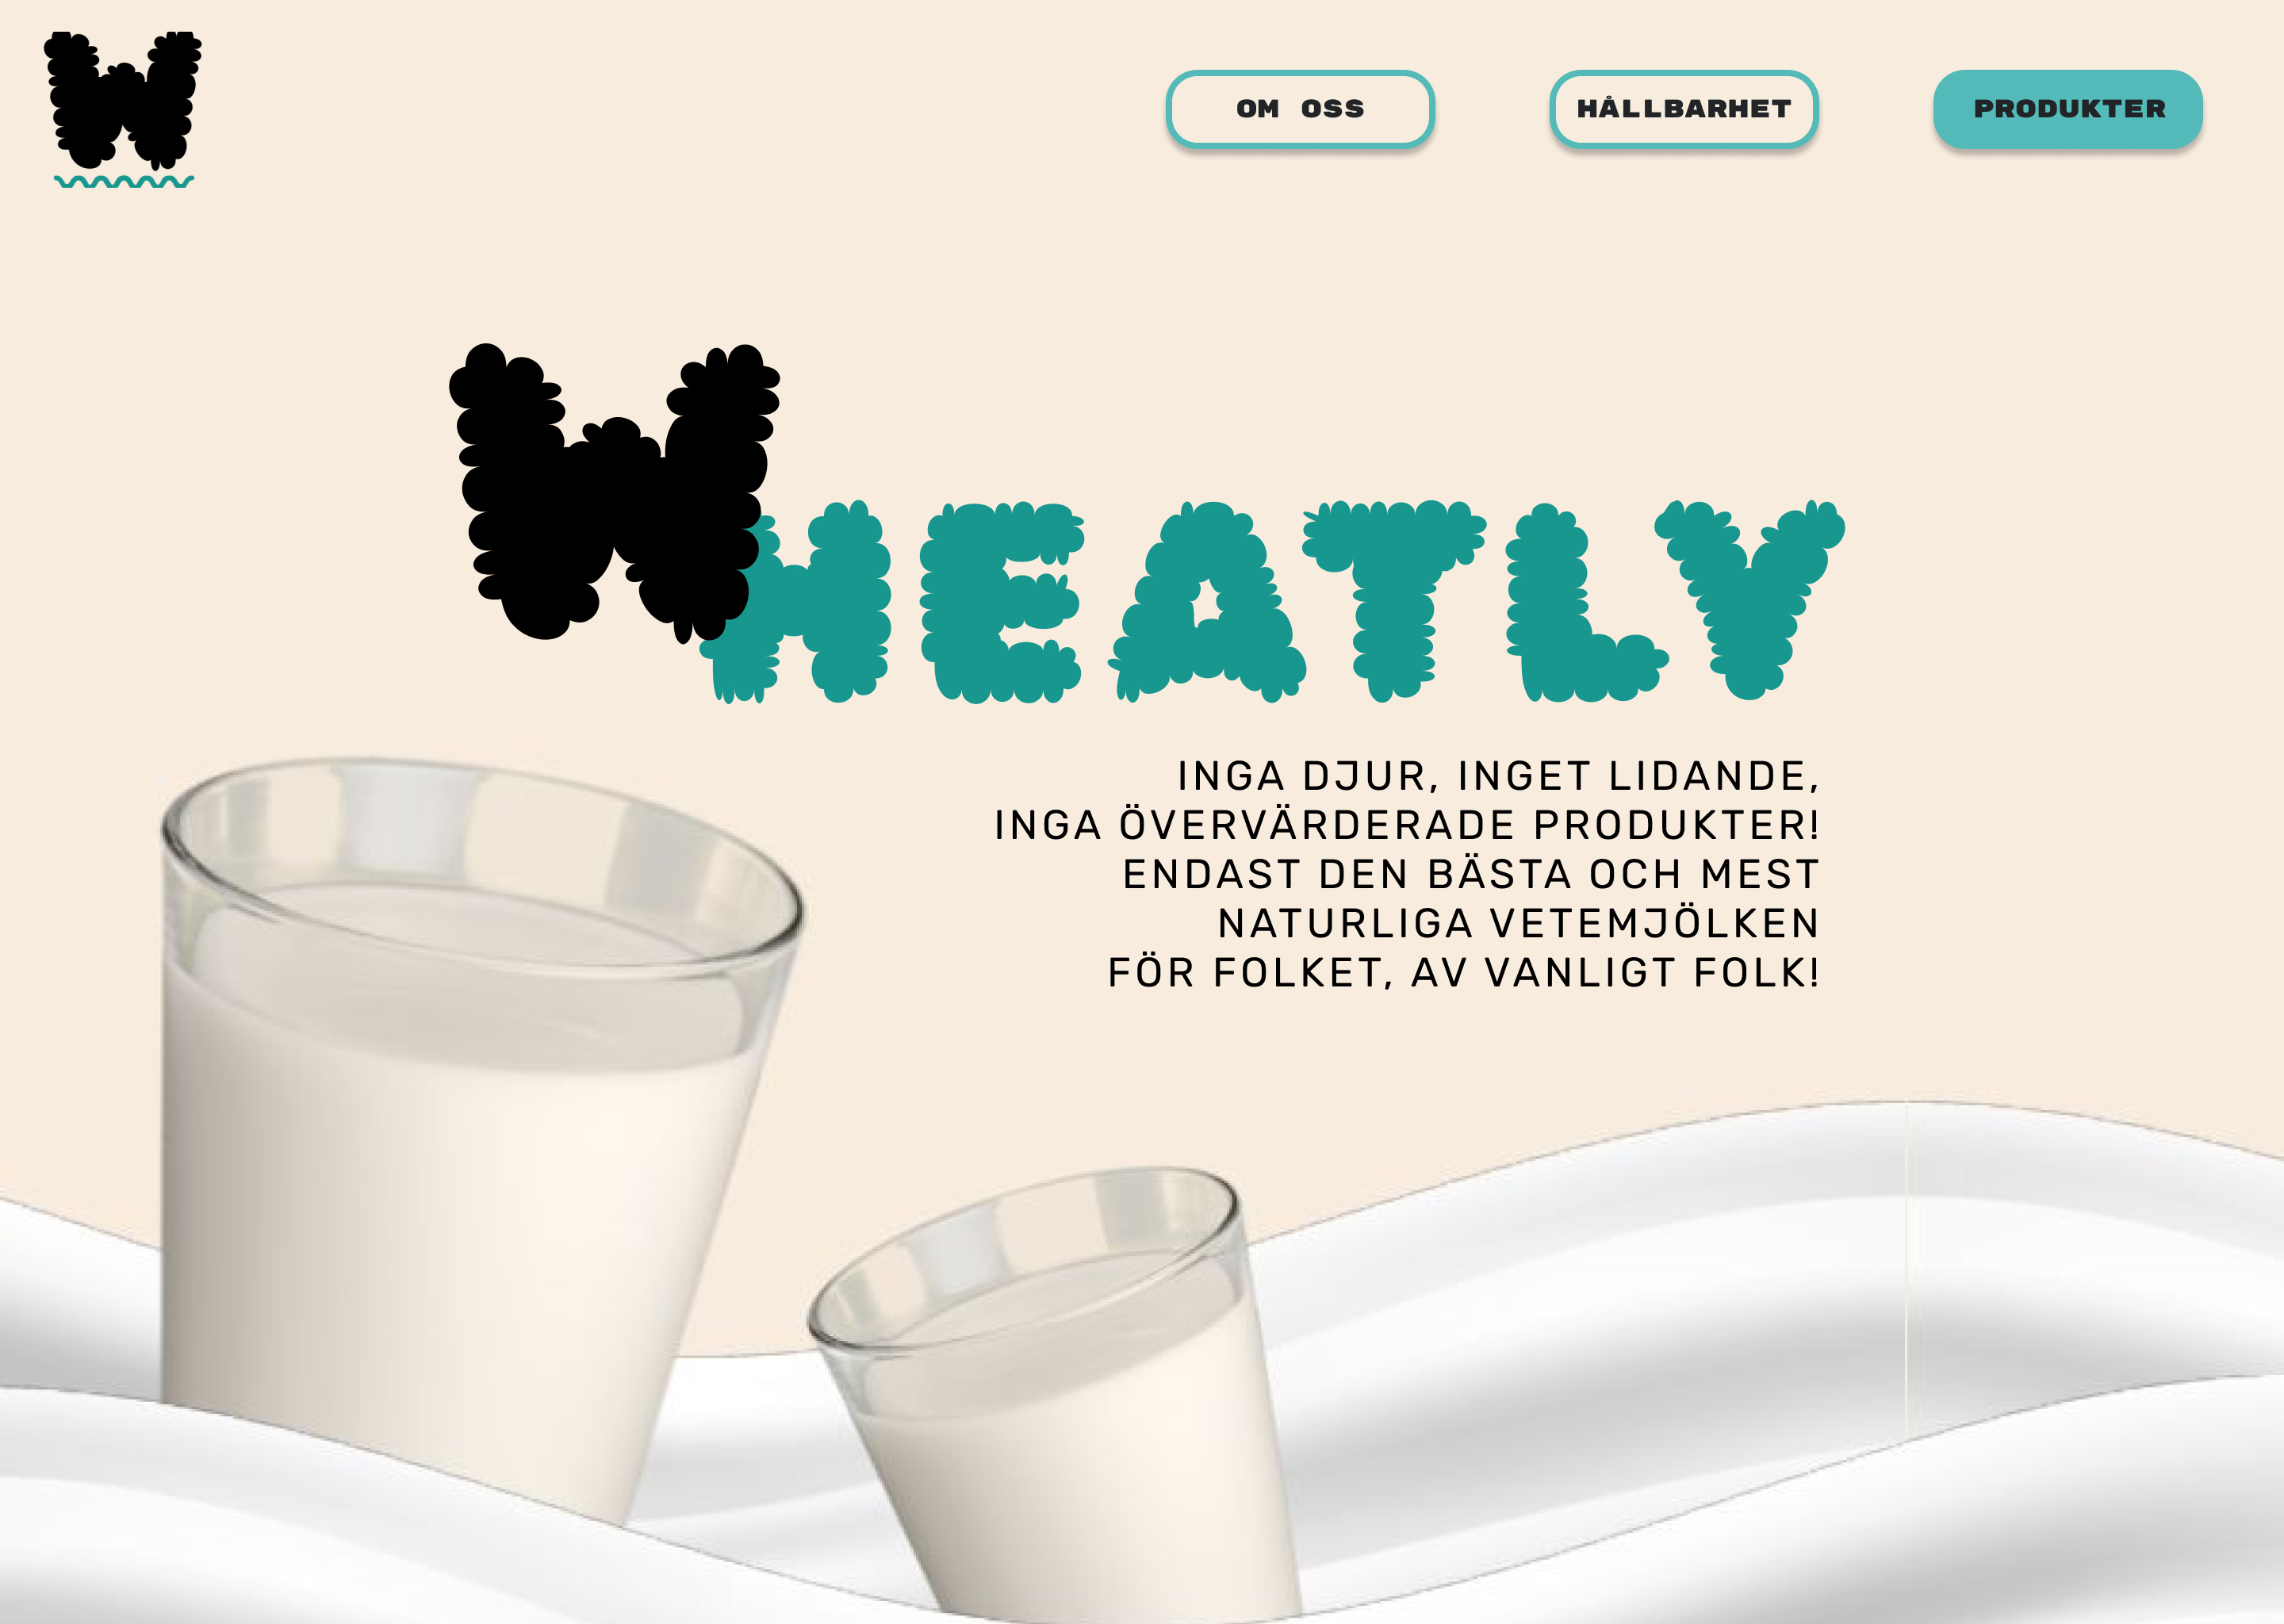 W
OM OSS
HÅLLBARHET
PRODUKTER
WHEATLY
INGA DJUR, INGET LIDANDE,
INGA ÖVERVÄRDERADE PRODUKTER!
ENDAST DEN BÄSTA OCH MEST
NATURLIGA VETEMJÖLKEN
FÖR FOLKET, AV VANLIGT FOLK!